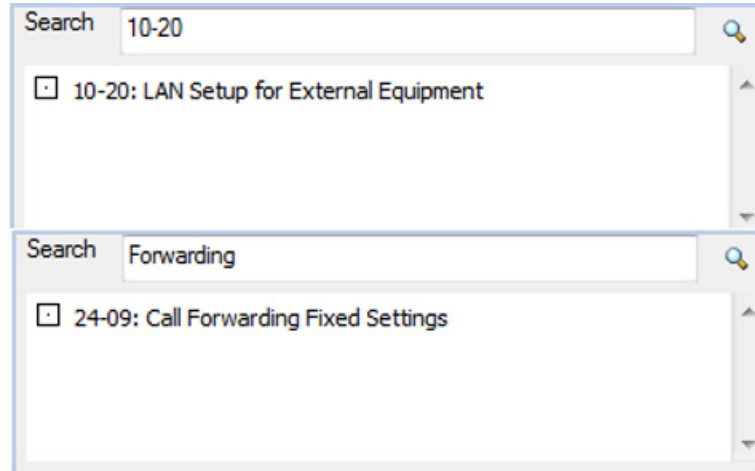 Search 10-20
10-20: LAN Setup for External Equipment
Search Forwarding
24-09: Call Forwarding Fixed Settings